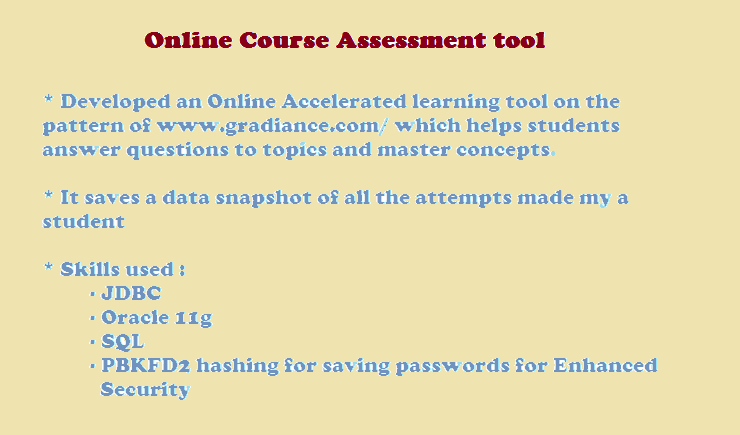 Online Course Assessment tool
* Developed an Online Accelerated learning tool on the
pattern of www.gradiance.com/ which helps students
answer questions to topics and master concepts.
* It saves a data snapshot of all the attempts made my a
student
* Skills used :
· JDBC
· Oracle 11g
· SQL
· PBKFD2 hashing for saving passwords for Enhanced
Security